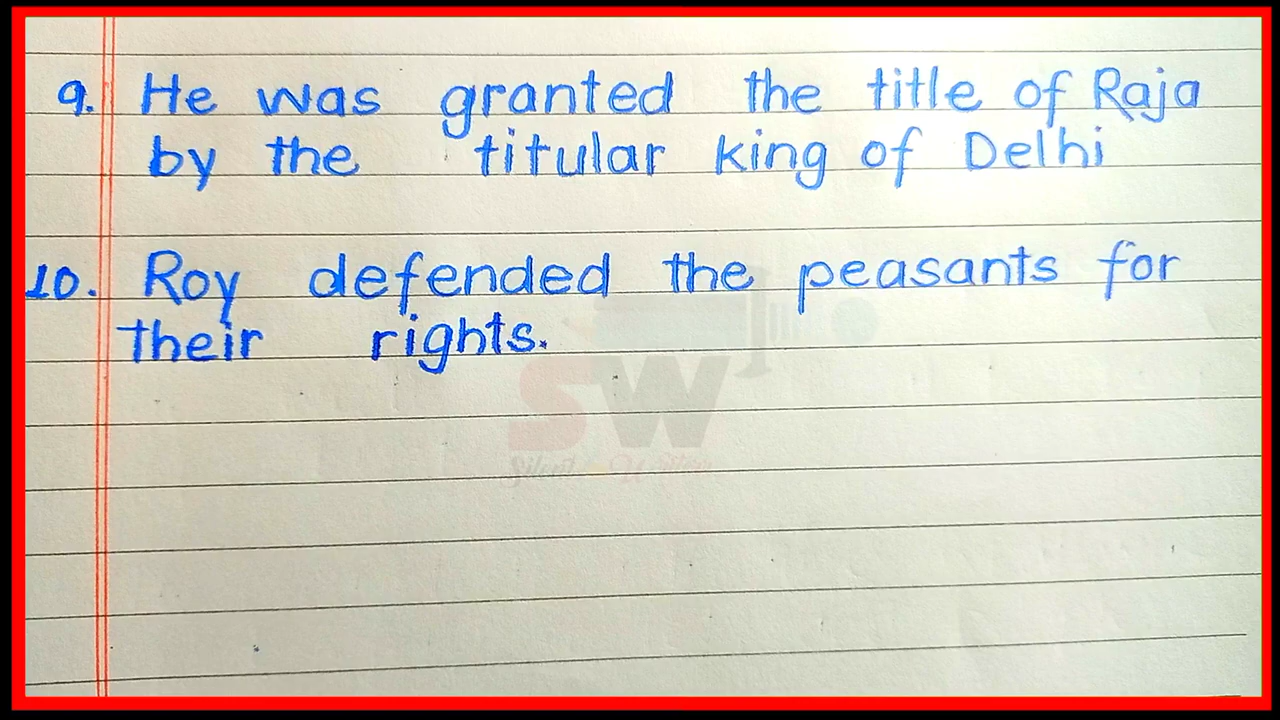 9. He was granted the title of Raja
by the titular king of Delhi
10. Roy defended the peasants for
their rights.
SW